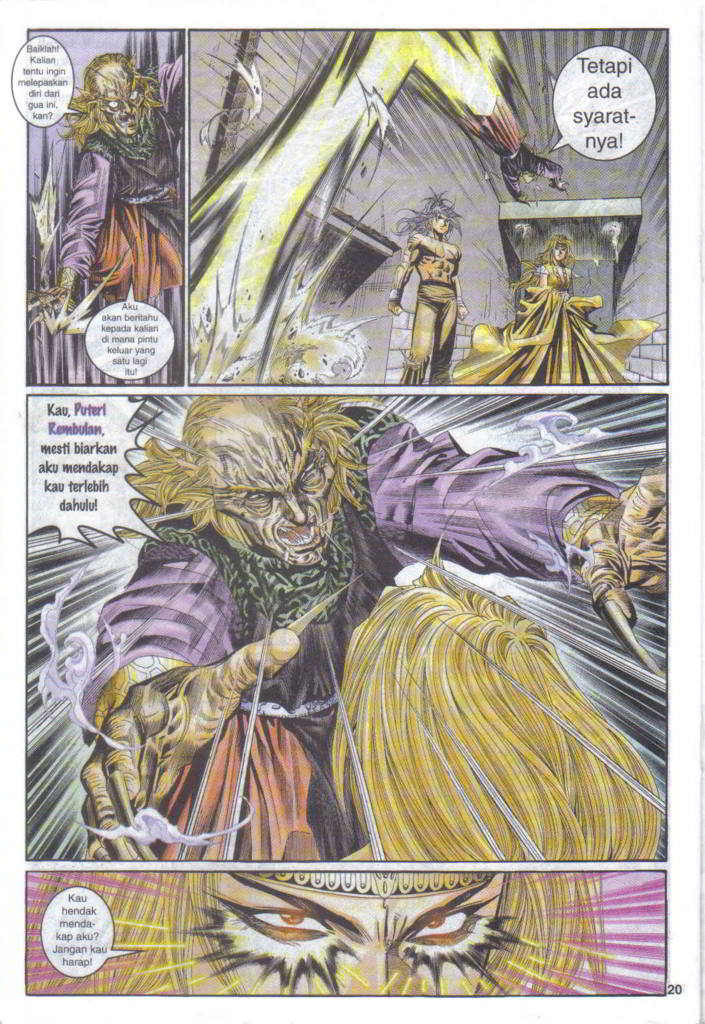 Baiklah!
Kalian
tentu ingin
melepaskan
diri dari
gua ini,
kan?
Aku
akan beritahu
kepada kalian
di mana pintu
keluar yang
satu lagi
itu!
Tetapi
ada
syarat-
nya!
Kau, Puteri
Rembulan,
mesti biarkan
aku mendakap
kau terlebih
dahulu!
Kau
hendak
menda-
kap aku?
Jangan kau
harap!
20